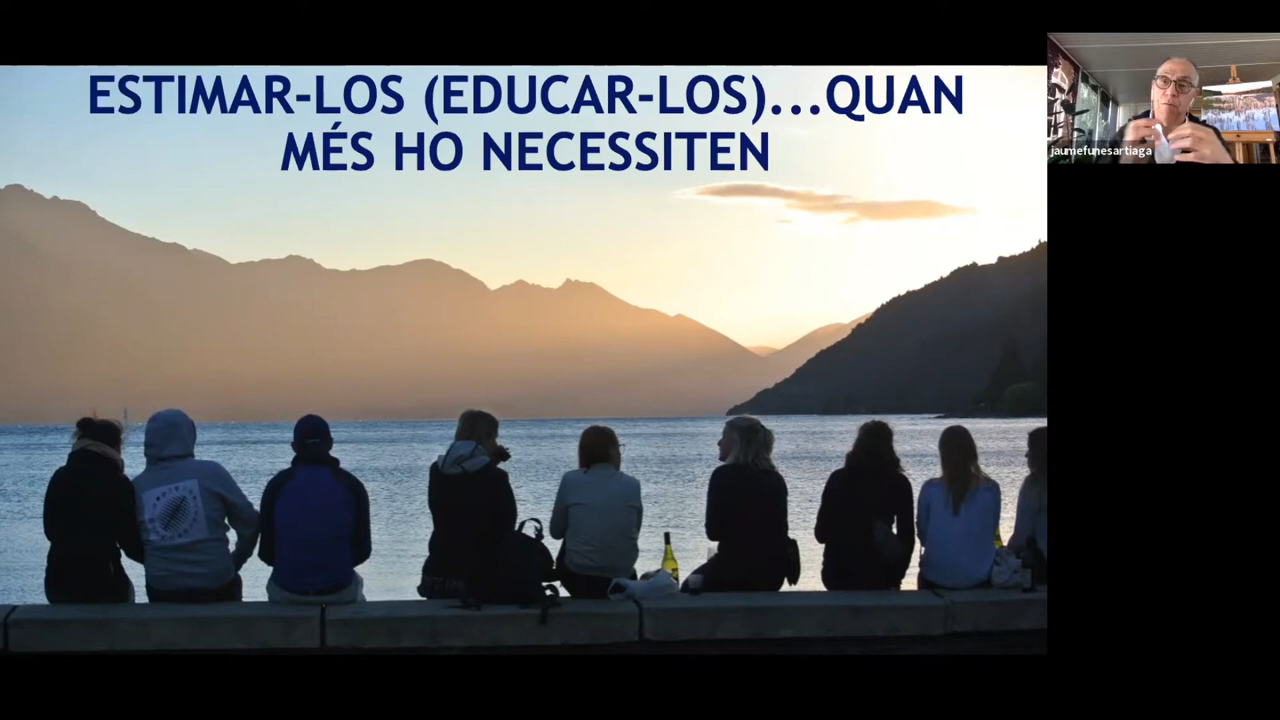 ESTIMAR-LOS (EDUCAR-LOS)...QUAN
MÉS HO NECESSITEN
jaumefunesartiaga